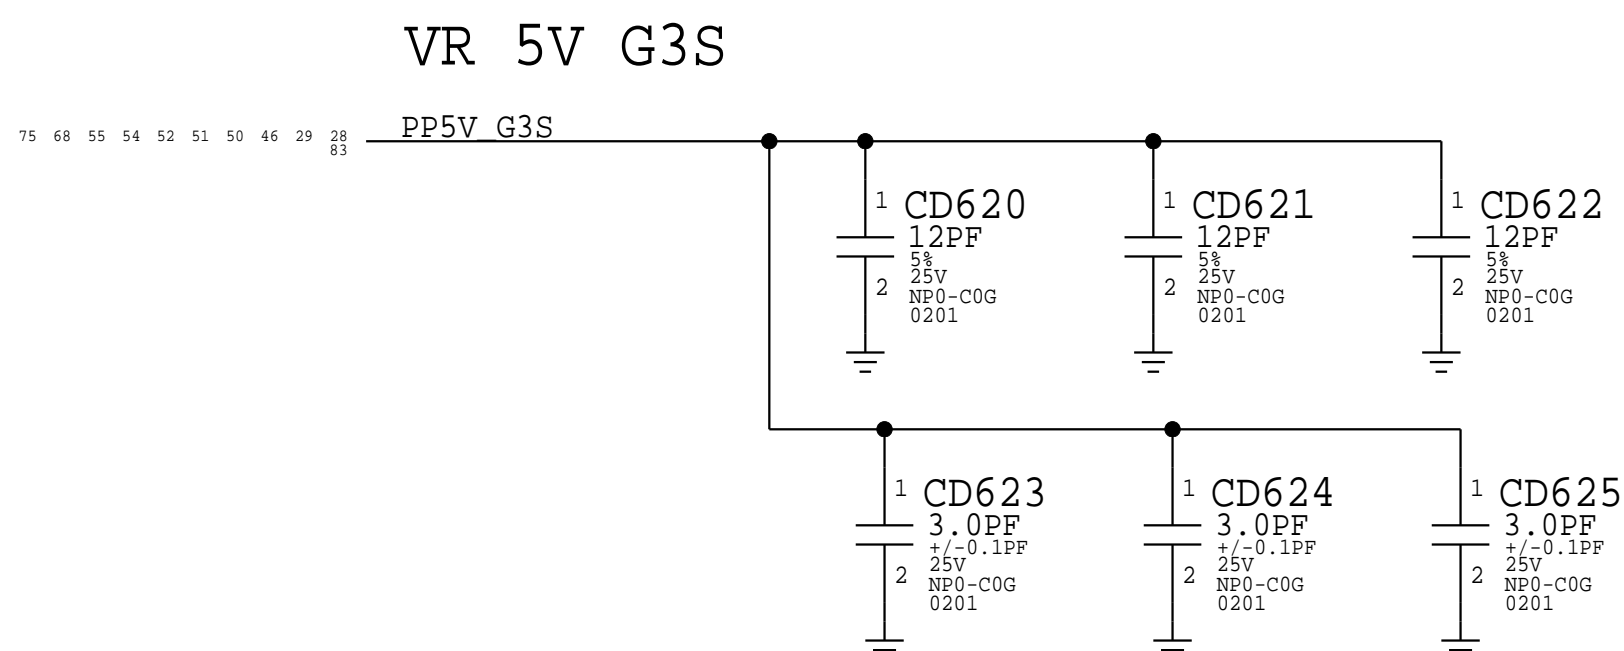 VR 5V G3S
75 68 55 54 52 51 50 46 29 28
83
PP5V_G3S
1 CD620
12PF
5%
25V
2 NP0-C0G
0201
1 CD621
12PF
5%
25V
2 NP0-C0G
0201
1 CD622
12PF
5%
25V
2 NP0-C0G
0201
1 CD623
3.0PF
+/-0.1PF
25V
2 NP0-C0G
0201
1 CD624
3.0PF
+/-0.1PF
25V
2 NP0-C0G
0201
1 CD625
3.0PF
+/-0.1PF
25V
2 NP0-C0G
0201